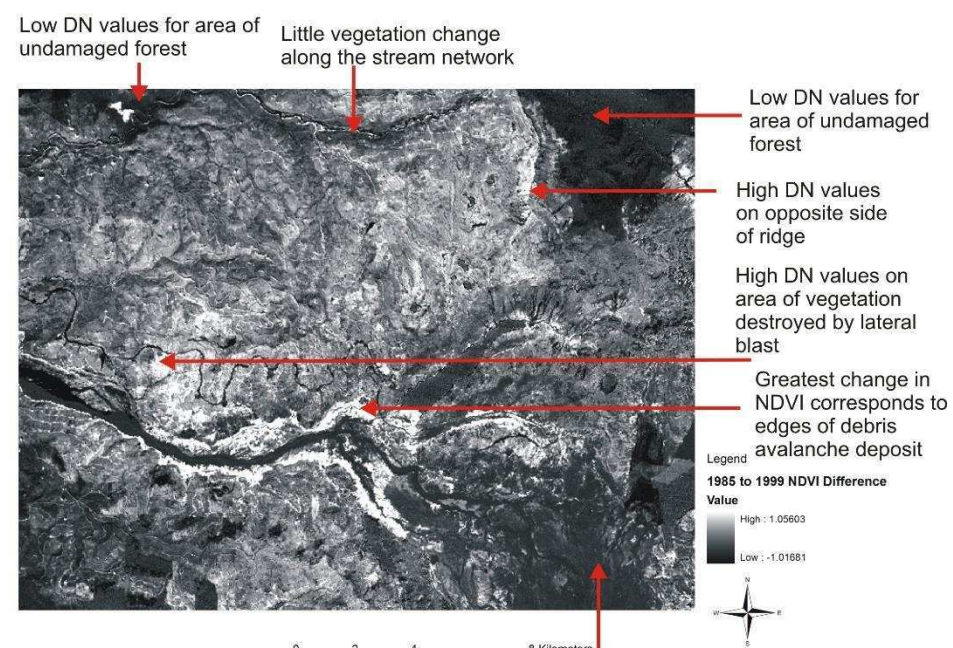 Low DN values for area of
undamaged forest
Little vegetation change
along the stream network
Low DN values for
area of undamaged
forest
High DN values
on opposite side
of ridge
High DN values on
area of vegetation
destroyed by lateral
blast
Greatest change in
NDVI corresponds to
edges of debris
avalanche deposit
Legend
1985 to 1999 NDVI Difference
Value
High : 1.05603
Low : -1.01681
N
W
E
S
0 2 4 8 Kilometers